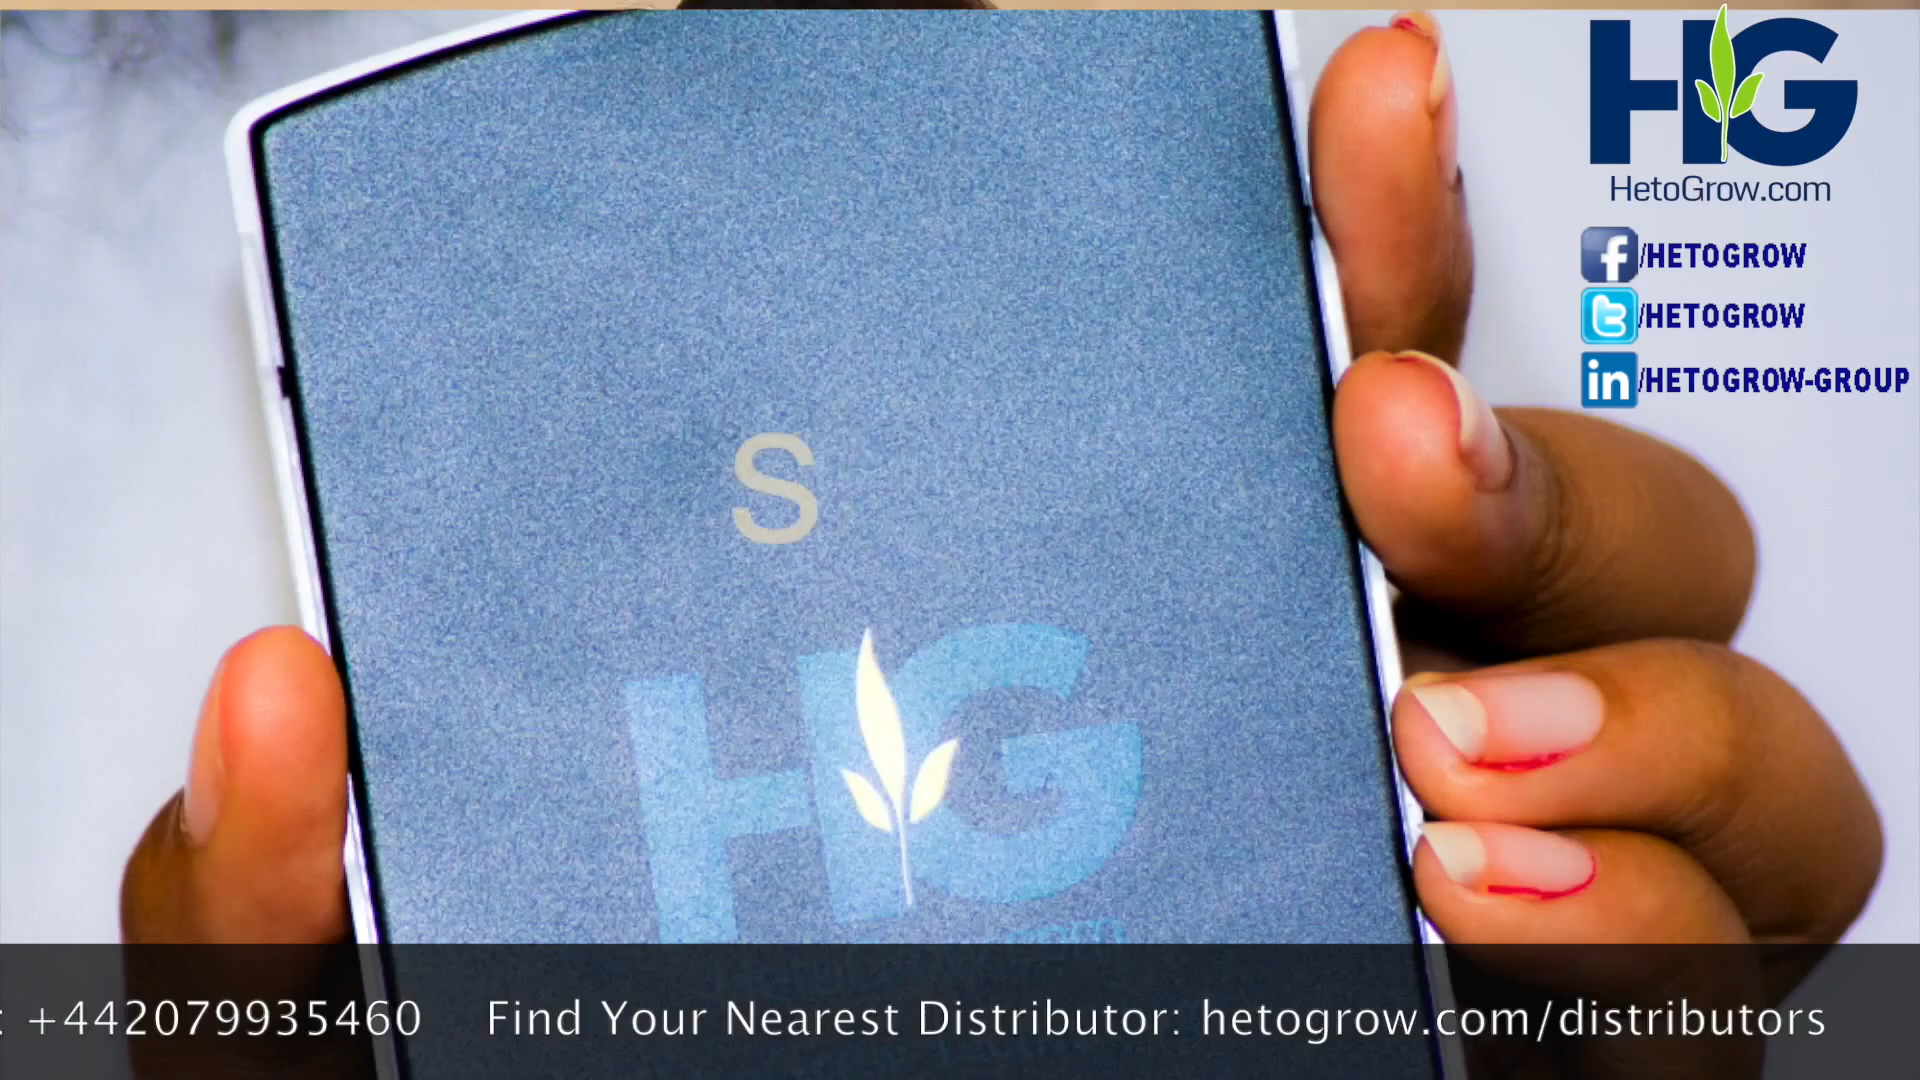 HG
HetoGrow.com
/HETOGROW
/HETOGROW
/HETOGROW-GROUP
S
HG
: +442079935460 Find Your Nearest Distributor: hetogrow.com/distributors